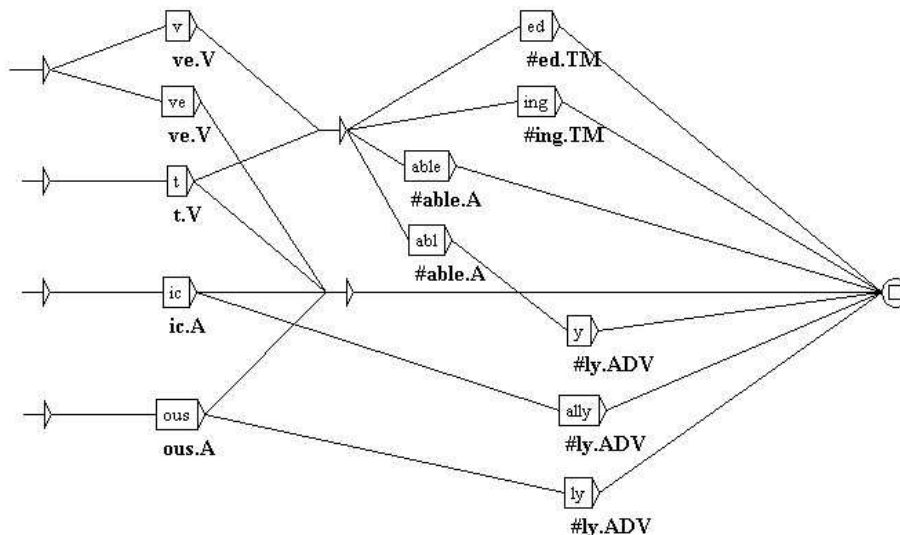 v
ve.V
ve
ve.V
t
t.V
ic
ic.A
ous
ous.A
ed
#ed.TM
ing
#ing.TM
able
#able.A
abl
#able.A
y
#ly.ADV
ally
#ly.ADV
ly
#ly.ADV